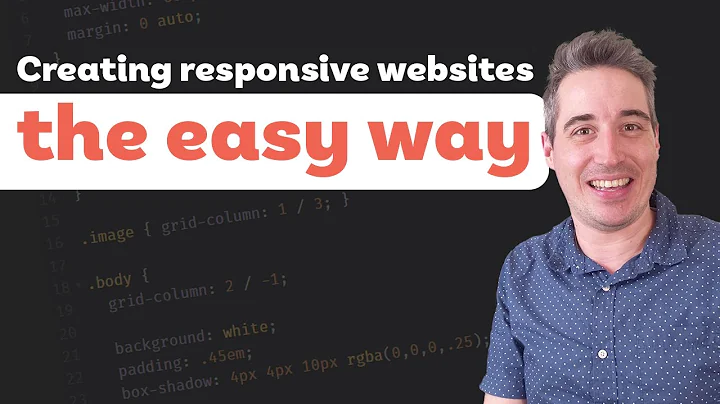 max-width:
margin: 0 auto;
}
Creating responsive websites
the easy way
14 }
15
16 .image { grid-column: 1 / 3; }
17
18 .body {
19 grid-column: 2 / -1;
20
21 background: white;
22 padding: .45em;
23 box-shadow: 4px 4px 10px rgba(0,0,0,.25);